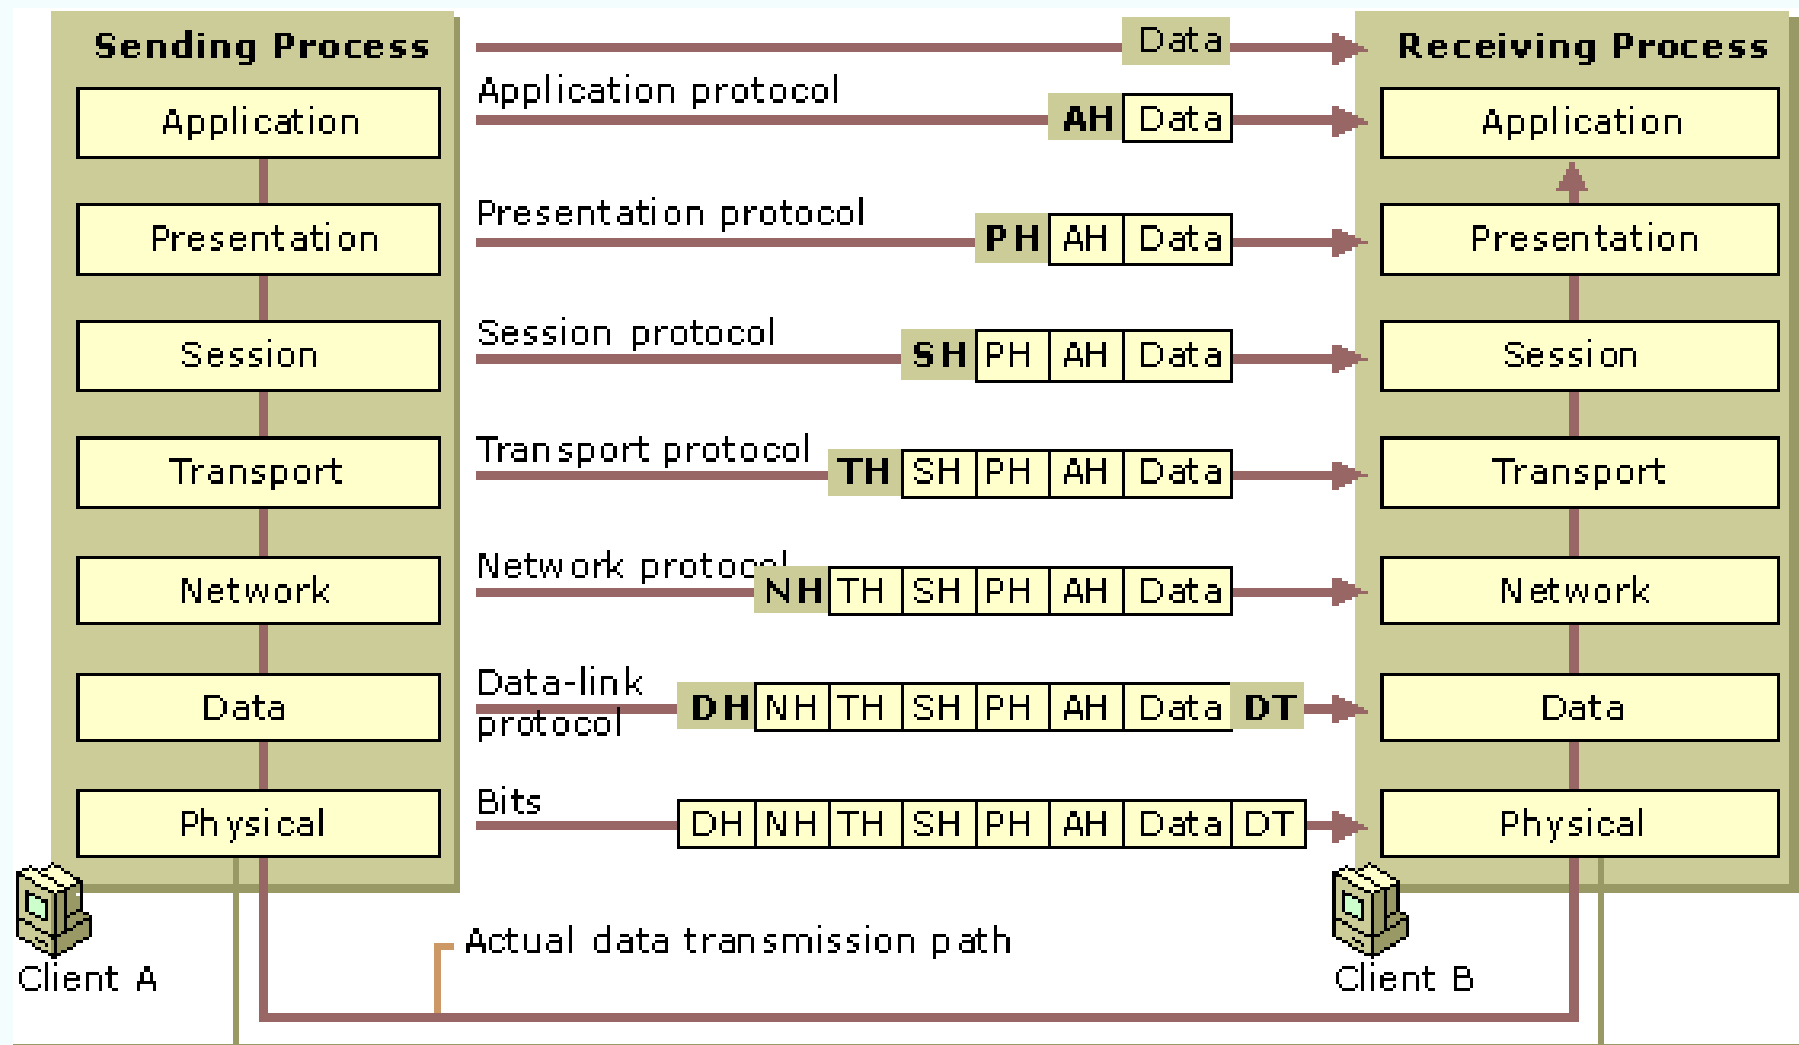 Sending Process
Data
Receiving Process
Application protocol
Application
AH Data
Application
Presentation protocol
Presentation
PH AH Data
Presentation
Session protocol
Session
SH PH AH Data
Session
Transport protocol
Transport
TH SH PH AH Data
Transport
Network protocol
Network
NH TH SH PH AH Data
Network
Data-link
protocol
Data
DH NH TH SH PH AH Data DT
Data
Bits
Physical
DH NH TH SH PH AH Data DT
Physical
Actual data transmission path
Client A
Client B